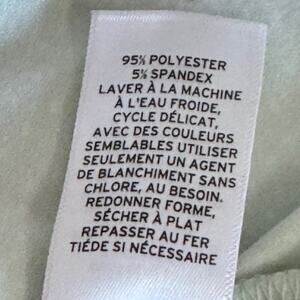 95% POLYESTER
5% SPANDEX
LAVER À LA MACHINE
À L'EAU FROIDE,
CYCLE DÉLICAT,
AVEC DES COULEURS
SEMBLABLES UTILISER
SEULEMENT UN AGENT
DE BLANCHIMENT SANS
CHLORE, AU BESOIN.
REDONNER FORME,
SÉCHER À PLAT
REPASSER AU FER
TIÉDE SI NÉCESSAIRE